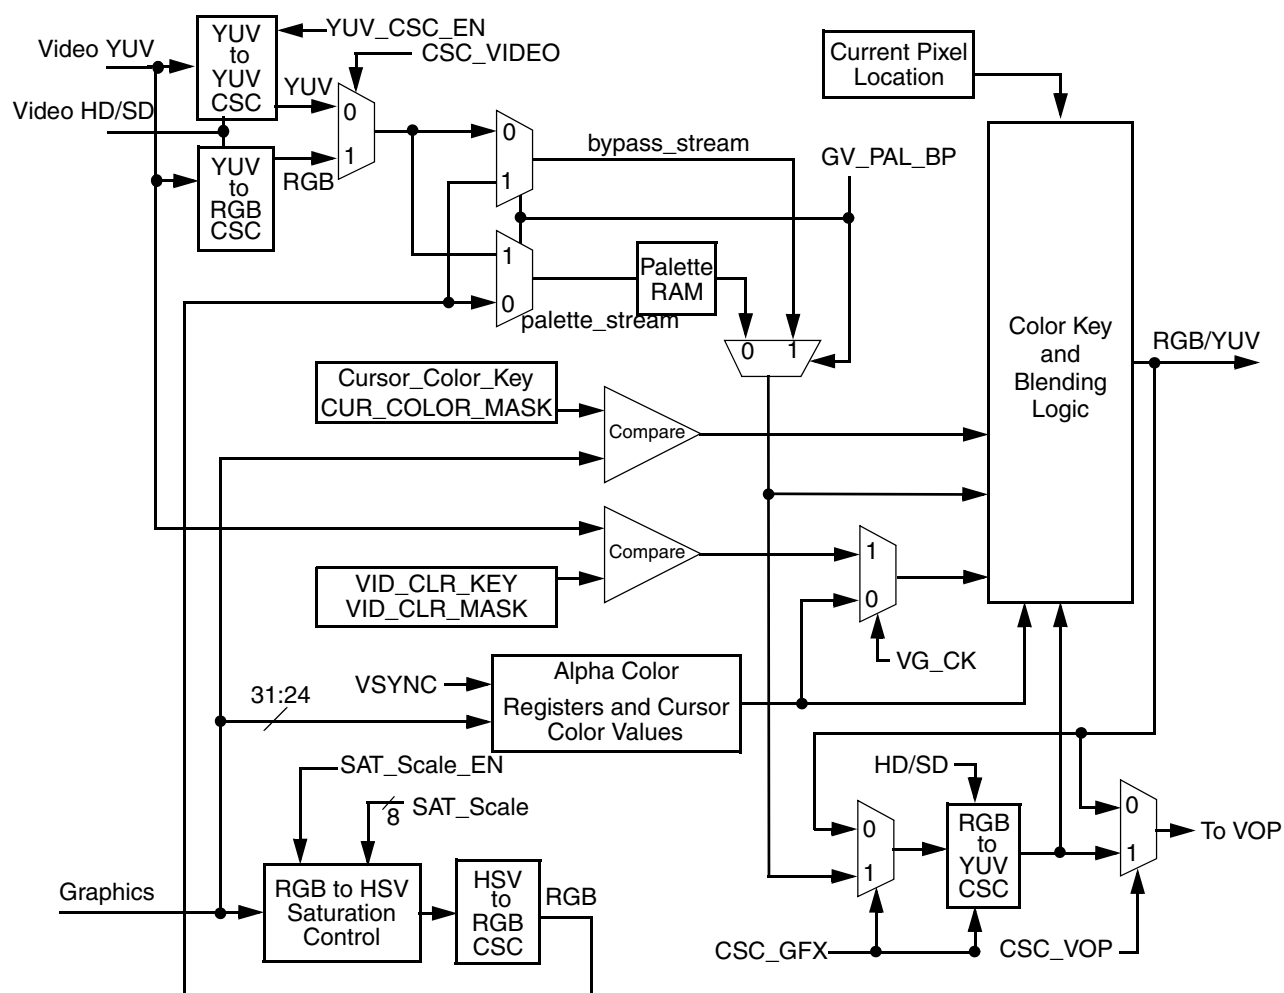 Video YUV
YUV
to
YUV
CSC
YUV_CSC_EN
CSC_VIDEO
Current Pixel
Location
Video HD/SD
YUV
0
1
YUV
to
RGB
CSC
RGB
0
1
bypass_stream
GV_PAL_BP
1
0
palette_stream
Palette
RAM
0 1
Color Key
and
Blending
Logic
RGB/YUV
Cursor_Color_Key
CUR_COLOR_MASK
Compare
Compare
VID_CLR_KEY
VID_CLR_MASK
1
0
VG_CK
VSYNC
31:24
Alpha Color
Registers and Cursor
Color Values
SAT_Scale_EN
8
SAT_Scale
HD/SD
0
1
RGB
to
YUV
CSC
0
1
To VOP
Graphics
RGB to HSV
Saturation
Control
HSV
to
RGB
CSC
RGB
CSC_GFX
CSC_VOP